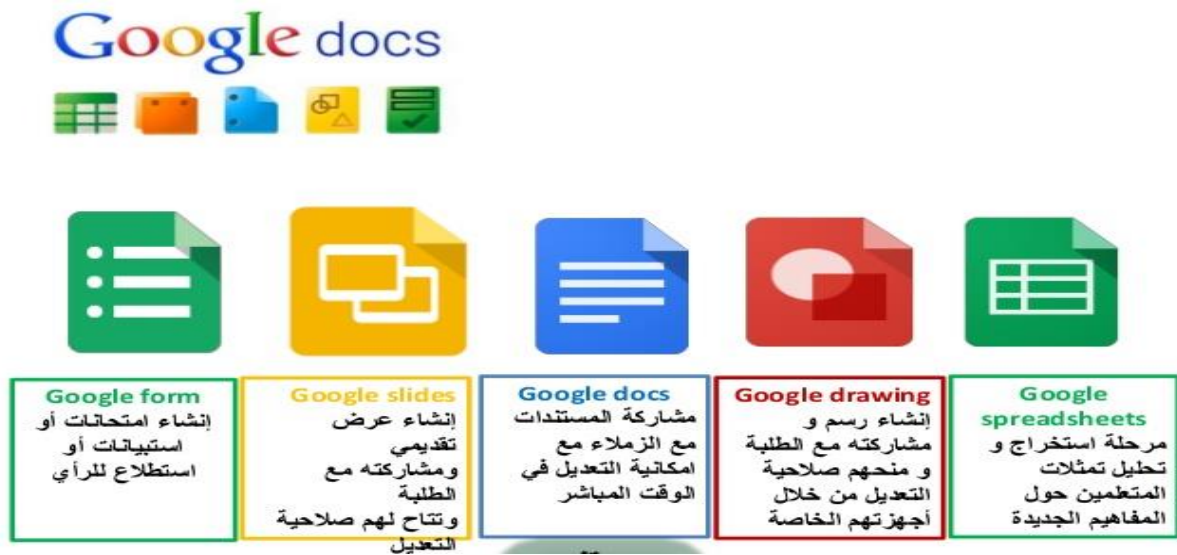 Google docs
Google form
إنشاء امتحانات أو
استبيانات أو
استطلاع للرأي
Google slides
إنشاء عرض
تقديمي
ومشاركته مع
الطلبة
وتتاح لهم صلاحية
التعديل
Google docs
مشاركة المستندات
مع الزملاء مع
امكانية التعديل في
الوقت المباشر
Google drawing
إنشاء رسم و
مشاركته مع الطلبة
و منحهم صلاحية
التعديل من خلال
أجهزتهم الخاصة
Google
spreadsheets
مرحلة استخراج و
تحليل تمثلات
المتعلمين حول
المفاهيم الجديدة